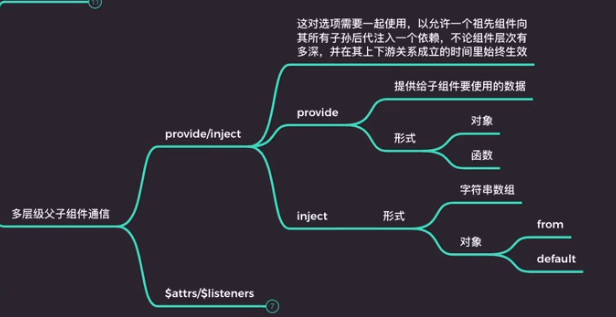 11
这对选项需要一起使用，以允许一个祖先组件向
其所有子孙后代注入一个依赖，不论组件层次有
多深，并在其上下游关系成立的时间里始终生效
提供给子组件要使用的数据
provide
对象
形式
函数
provide/inject
字符串数组
inject
形式
from
对象
default
多层级父子组件通信
$attrs/$listeners
7